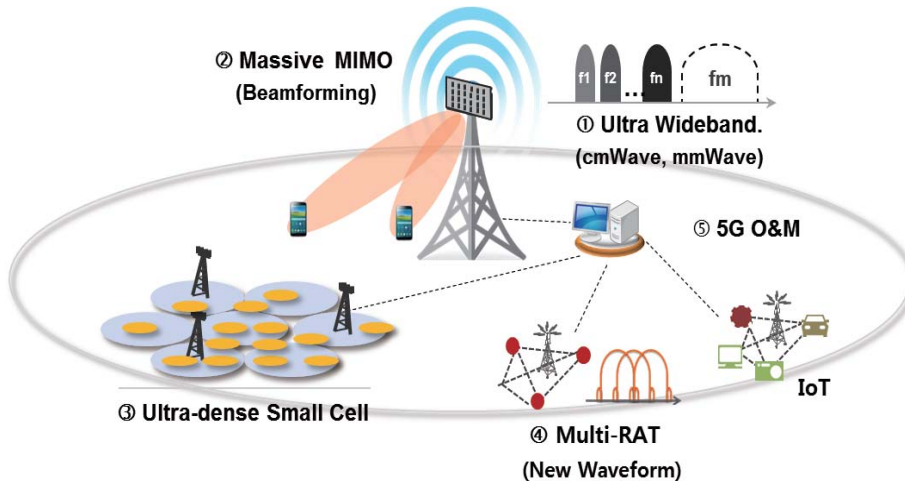 ② Massive MIMO
(Beamforming)
f1 f2 ... fn fm
① Ultra Wideband.
(cmWave, mmWave)
⑤ 5G O&M
③ Ultra-dense Small Cell
IoT
④ Multi-RAT
(New Waveform)